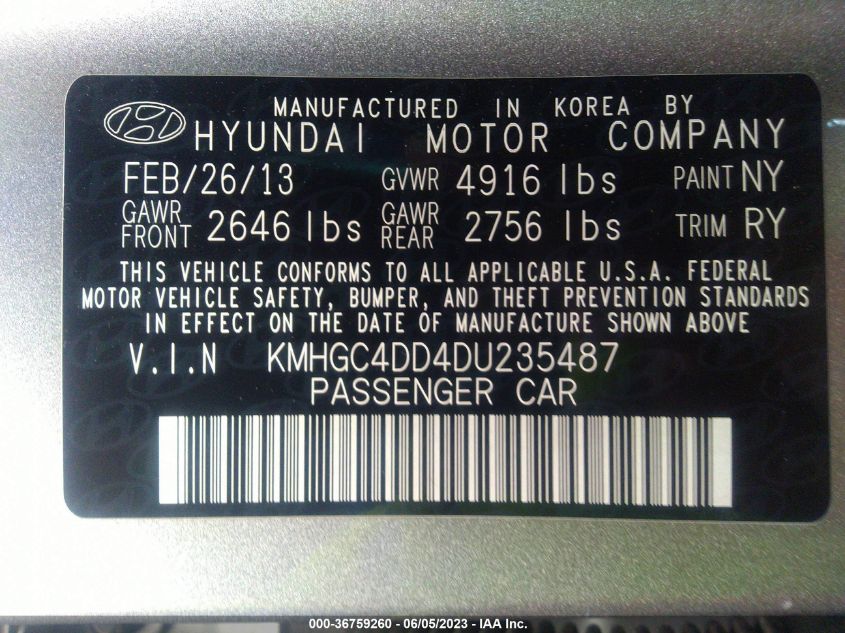 MANUFACTURED IN KOREA BY
HYUNDAI MOTOR COMPANY
FEB/26/13 GVWR 4916 lbs PAINT NY
GAWR FRONT 2646 lbs GAWR REAR 2756 lbs TRIM RY
THIS VEHICLE CONFORMS TO ALL APPLICABLE U.S.A. FEDERAL
MOTOR VEHICLE SAFETY, BUMPER, AND THEFT PREVENTION STANDARDS
IN EFFECT ON THE DATE OF MANUFACTURE SHOWN ABOVE
V.I.N KMHGC4DD4DU235487
PASSENGER CAR
000-36759260 - 06/05/2023 - IAA Inc.